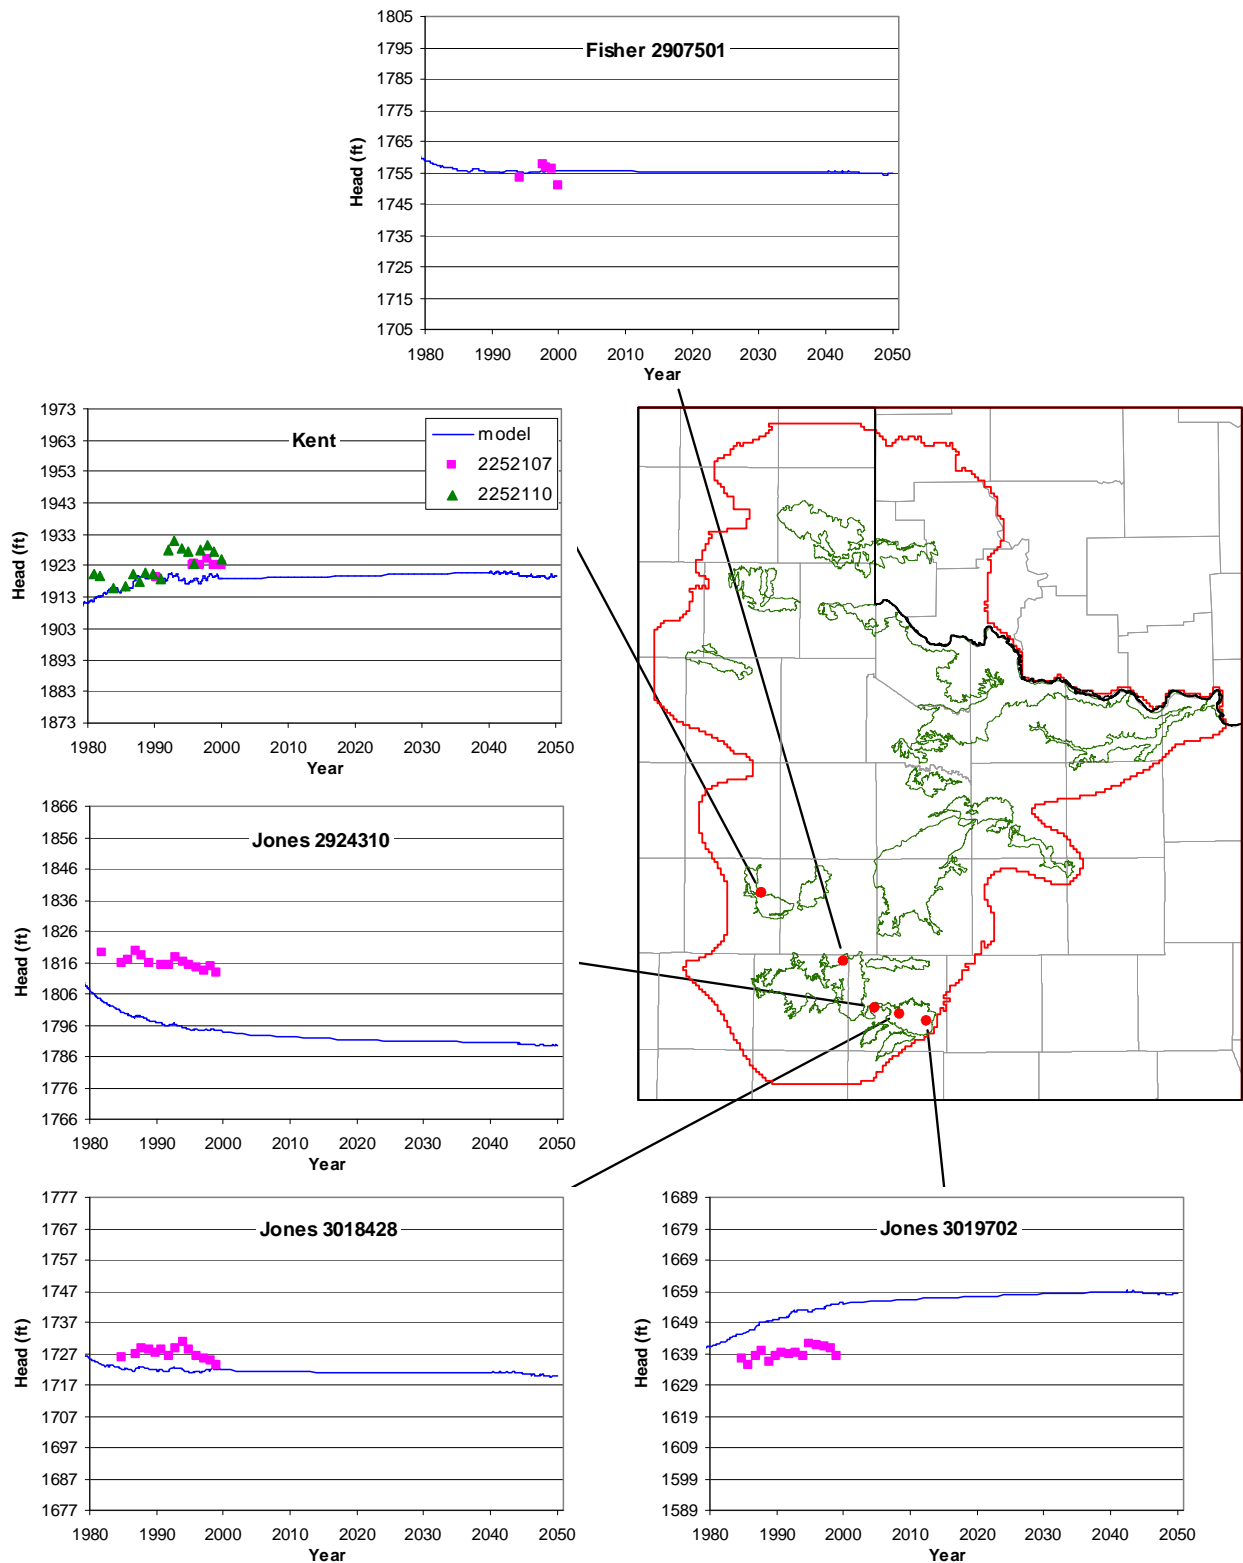 Fisher 2907501
1805
1795
1785
1775
1765
1755
1745
1735
1725
1715
1705
Head (ft)
1980 1990 2000 2010 2020 2030 2040 2050
Year
Kent
model
2252107
2252110
1973
1963
1953
1943
1933
1923
1913
1903
1893
1883
1873
Head (ft)
1980 1990 2000 2010 2020 2030 2040 2050
Year
Jones 2924310
1866
1856
1846
1836
1826
1816
1806
1796
1786
1776
1766
Head (ft)
1980 1990 2000 2010 2020 2030 2040 2050
Year
Jones 3018428
1777
1767
1757
1747
1737
1727
1717
1707
1697
1687
1677
Head (ft)
1980 1990 2000 2010 2020 2030 2040 2050
Year
Jones 3019702
1689
1679
1669
1659
1649
1639
1629
1619
1609
1599
1589
Head (ft)
1980 1990 2000 2010 2020 2030 2040 2050
Year